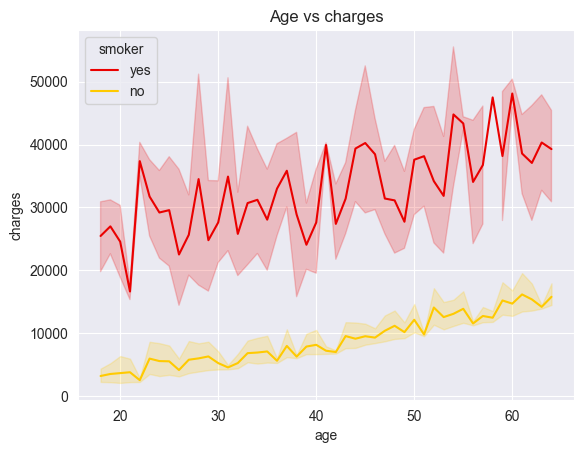 Age vs charges
smoker
yes
no
50000
40000
30000
20000
10000
0
charges
20 30 40 50 60
age